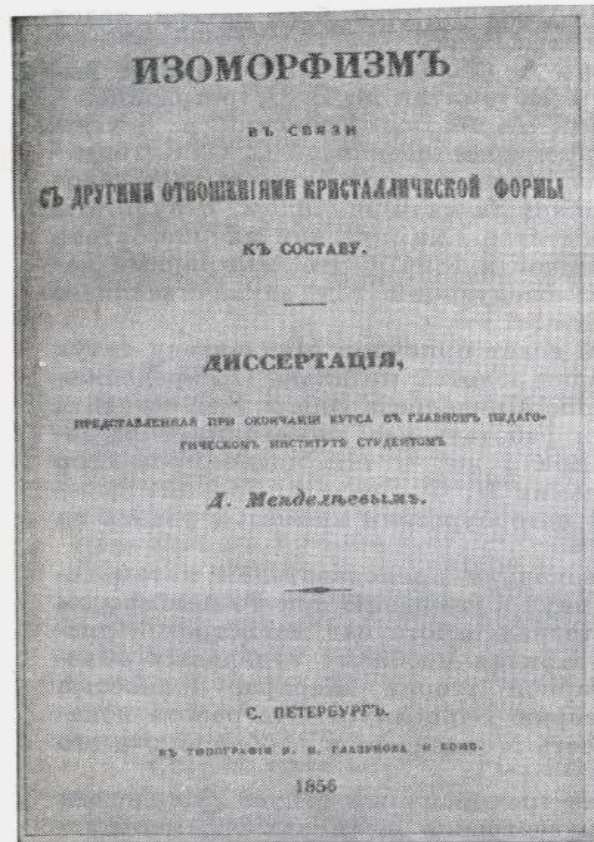 ИЗОМОРФИЗМЪ
ВЪ СВЯЗИ
СЪ ДРУГИМИ ОТНОШЕНІЯМИ КРИСТАЛЛИЧЕСКОЙ ФОРМЫ
КЪ СОСТАВУ.
ДИССЕРТАЦІЯ,
ПРЕДСТАВЛЕННАЯ ПРИ ОКОНЧАНІИ КУРСА ВЪ ГЛАВНОМЪ ПЕДАГО-
ГИЧЕСКОМЪ ИНСТИТУТѢ СТУДЕНТОМЪ
Д. Менделѣевымъ.
С. ПЕТЕРБУРГЪ.
ВЪ ТИПОГРАФІИ И. И. ГЛАЗУНОВА И КОМП.
1856